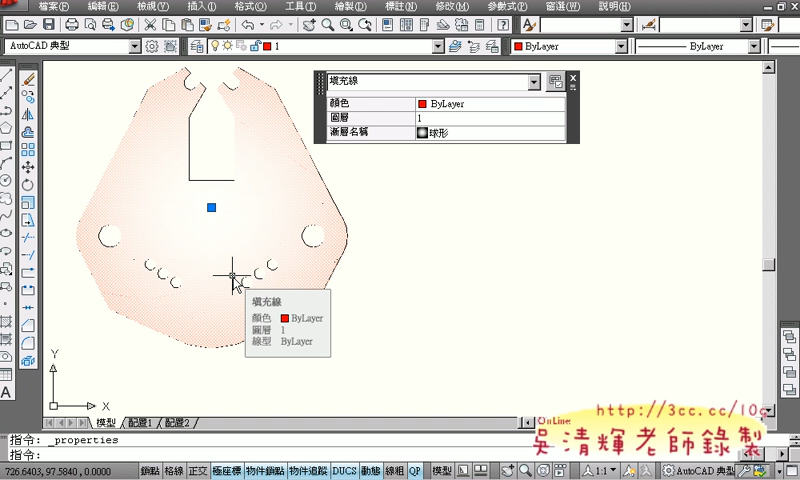 檔案(F) 編輯(E) 檢視(V) 插入(I) 格式(O) 工具(T) 繪製(D) 標註(N) 修改(M) 參數式(P) 窗選(W) 說明(H)
AutoCAD 典型 1 ByLayer ByLayer
填充線
顏色 ByLayer
圖層 1
漸層名稱 球形
填充線
顏色 ByLayer
圖層 1
線型 ByLayer
Y
X
模型 配置1 配置2
http://3cc.cc/10q
OnLine
吳清輝老師錄製
指令: _properties
指令:
726.6403, 97.5840, 0.0000 鎖點 格線 正交 極座標 物件鎖點 物件追蹤 DUCS 動態 線粗 QP 模型 1:1 AutoCAD 典型